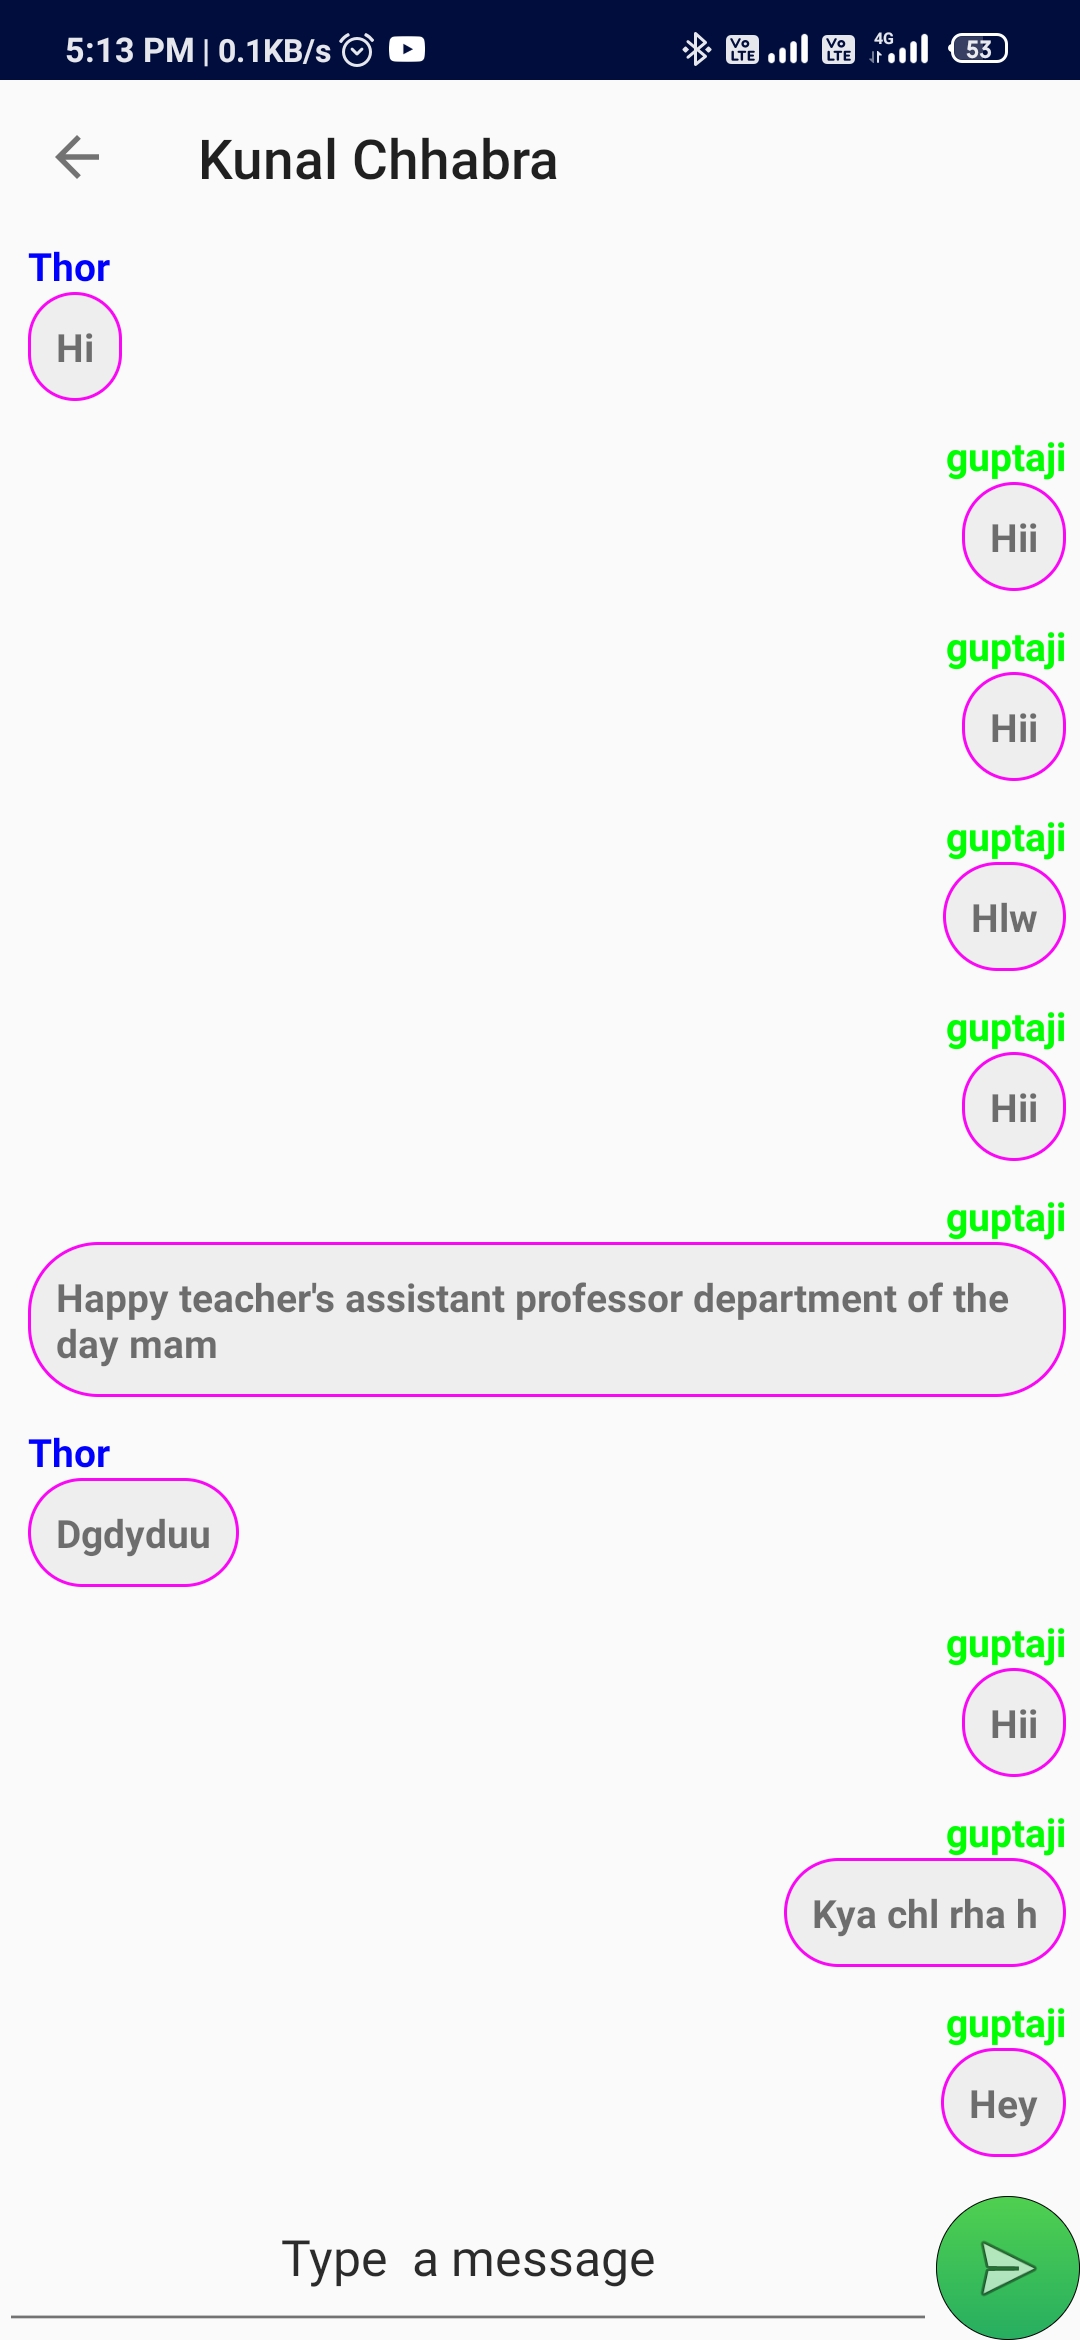 5:13 PM | 0.1KB/s
Vo LTE
Vo LTE
4G
53
Kunal Chhabra
Thor
Hi
guptaji
Hii
guptaji
Hii
guptaji
Hlw
guptaji
Hii
guptaji
Happy teacher's assistant professor department of the
day mam
Thor
Dgdyduu
guptaji
Hii
guptaji
Kya chl rha h
guptaji
Hey
Type a message